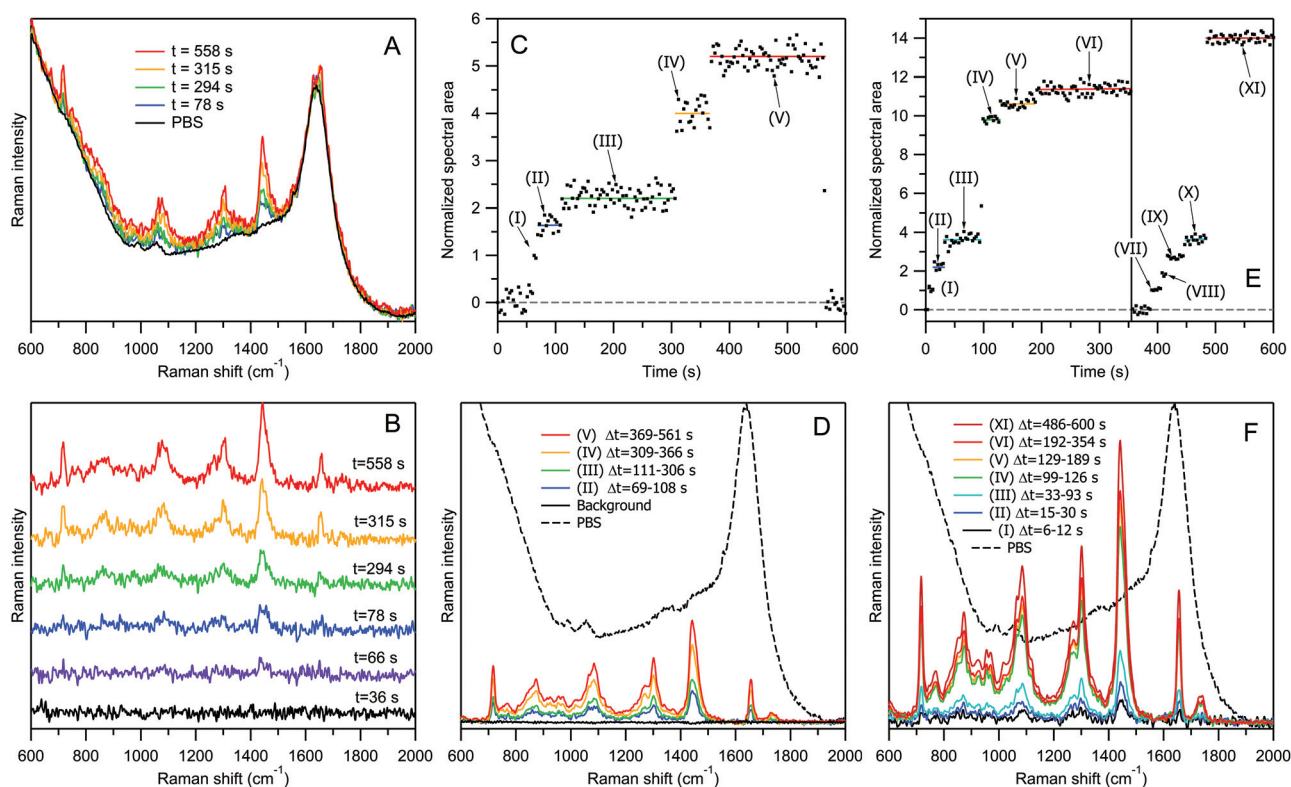 A
t = 558 s
t = 315 s
t = 294 s
t = 78 s
PBS
Raman intensity
600 800 1000 1200 1400 1600 1800 2000
Raman shift (cm⁻¹)
C
6
5
4
3
2
1
0
Normalized spectral area
(I)
(II)
(III)
(IV)
(V)
0 100 200 300 400 500 600
Time (s)
E
14
12
10
8
6
4
2
0
Normalized spectral area
(I)
(II)
(III)
(IV)
(V)
(VI)
(VII)
(VIII)
(IX)
(X)
(XI)
0 100 200 300 400 500 600
Time (s)
B
t=558 s
t=315 s
t=294 s
t=78 s
t=66 s
t=36 s
Raman intensity
600 800 1000 1200 1400 1600 1800 2000
Raman shift (cm⁻¹)
D
(V) Δt=369-561 s
(IV) Δt=309-366 s
(III) Δt=111-306 s
(II) Δt=69-108 s
Background
PBS
Raman intensity
600 800 1000 1200 1400 1600 1800 2000
Raman shift (cm⁻¹)
F
(XI) Δt=486-600 s
(VI) Δt=192-354 s
(V) Δt=129-189 s
(IV) Δt=99-126 s
(III) Δt=33-93 s
(II) Δt=15-30 s
(I) Δt=6-12 s
PBS
Raman intensity
600 800 1000 1200 1400 1600 1800 2000
Raman shift (cm⁻¹)